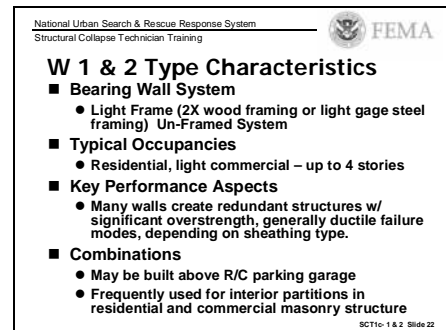 National Urban Search & Rescue Response System
Structural Collapse Technician Training
FEMA
W 1 & 2 Type Characteristics
■ Bearing Wall System
● Light Frame (2X wood framing or light gage steel
framing) Un-Framed System
■ Typical Occupancies
● Residential, light commercial – up to 4 stories
■ Key Performance Aspects
● Many walls create redundant structures w/
significant overstrength, generally ductile failure
modes, depending on sheathing type.
■ Combinations
● May be built above R/C parking garage
● Frequently used for interior partitions in
residential and commercial masonry structure
SCT1c- 1 & 2 Slide 22